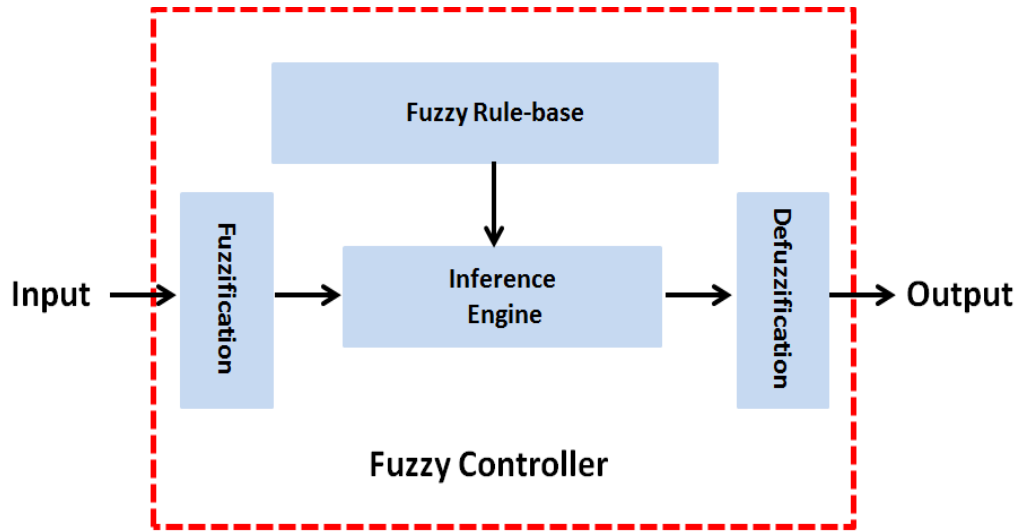 Fuzzy Rule-base
Input
Fuzzification
Inference
Engine
Defuzzification
Output
Fuzzy Controller